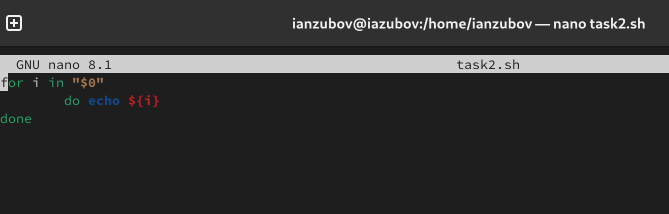 ianzubov@iazubov:/home/ianzubov — nano task2.sh
GNU nano 8.1 task2.sh
for i in "$0"
do echo ${i}
done